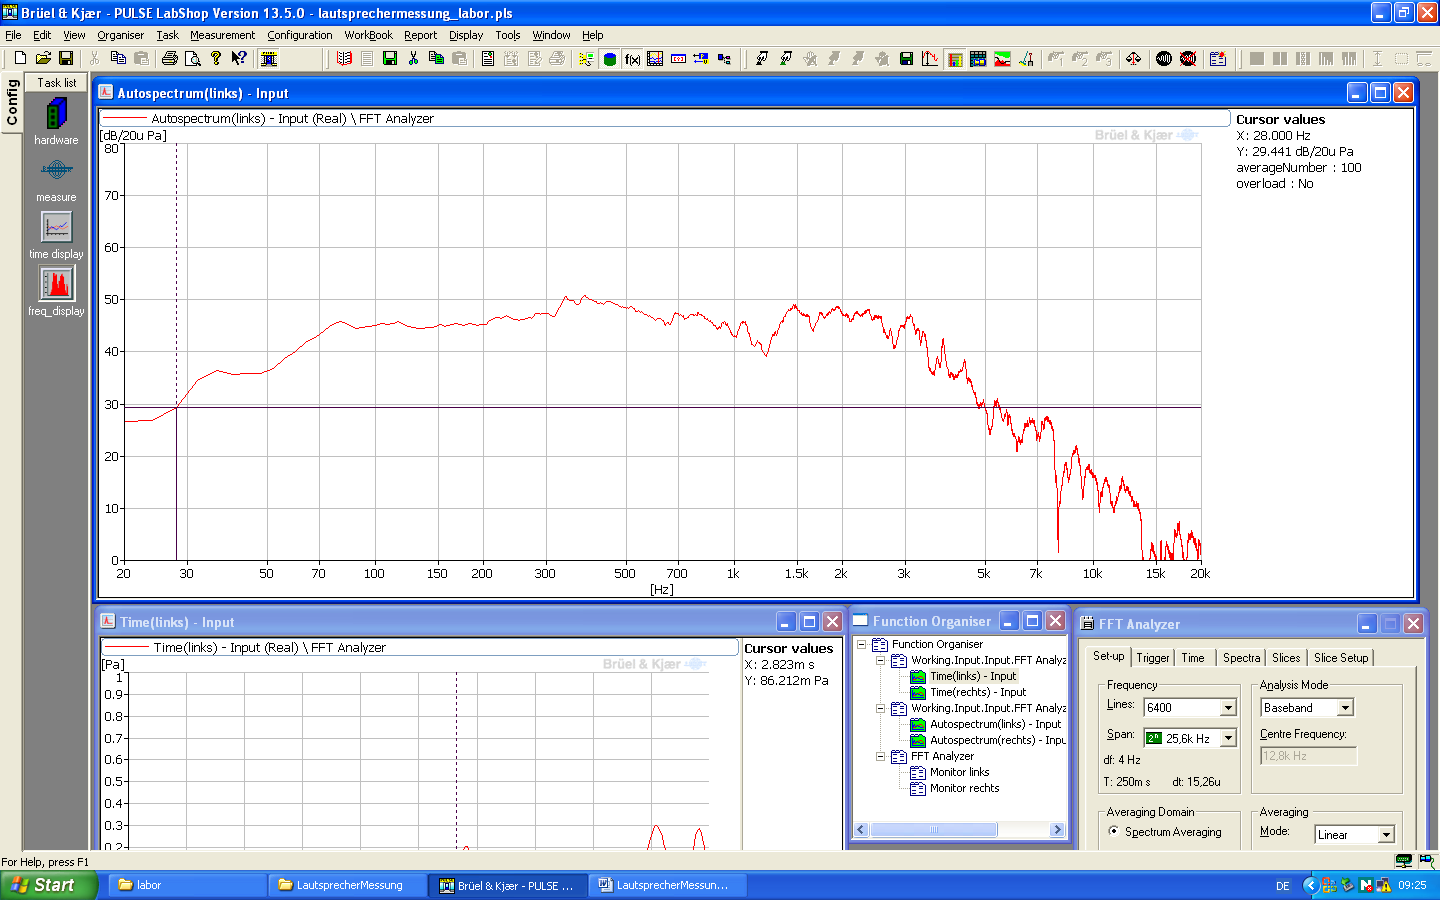 Brüel & Kjær - PULSE LabShop Version 13.5.0 - lautsprechermessung_labor.pls
File Edit View Organiser Task Measurement Configuration WorkBook Report Display Tools Window Help
Config
Task list
hardware
measure
time display
freq_display
Autospectrum(links) - Input
Autospectrum(links) - Input (Real) \ FFT Analyzer
[dB/20u Pa]
Brüel & Kjær
80
70
60
50
40
30
20
10
0
20 30 50 70 100 150 200 300 500 700 1k 1.5k 2k 3k 5k 7k 10k 15k 20k
[Hz]
Cursor values
X: 28.000 Hz
Y: 29.441 dB/20u Pa
averageNumber : 100
overload : No
Time(links) - Input
Time(links) - Input (Real) \ FFT Analyzer
[Pa]
Brüel & Kjær
1
0.9
0.8
0.7
0.6
0.5
0.4
0.3
0.2
Cursor values
X: 2.823m s
Y: 86.212m Pa
Function Organiser
Function Organiser
Working.Input.Input.FFT Analyz
Time(links) - Input
Time(rechts) - Input
Working.Input.Input.FFT Analyz
Autospectrum(links) - Input
Autospectrum(rechts) - Inpu
FFT Analyzer
Monitor links
Monitor rechts
FFT Analyzer
Set-up Trigger Time Spectra Slices Slice Setup
Frequency
Lines: 6400
Span: 2ⁿ 25,6k Hz
df: 4 Hz
T: 250m s dt: 15,26u
Analysis Mode
Baseband
Centre Frequency:
12,8k Hz
Averaging Domain
Spectrum Averaging
Averaging
Mode: Linear
For Help, press F1
Start
labor
LautsprecherMessung
Brüel & Kjær - PULSE ...
LautsprecherMessun...
DE
09:25